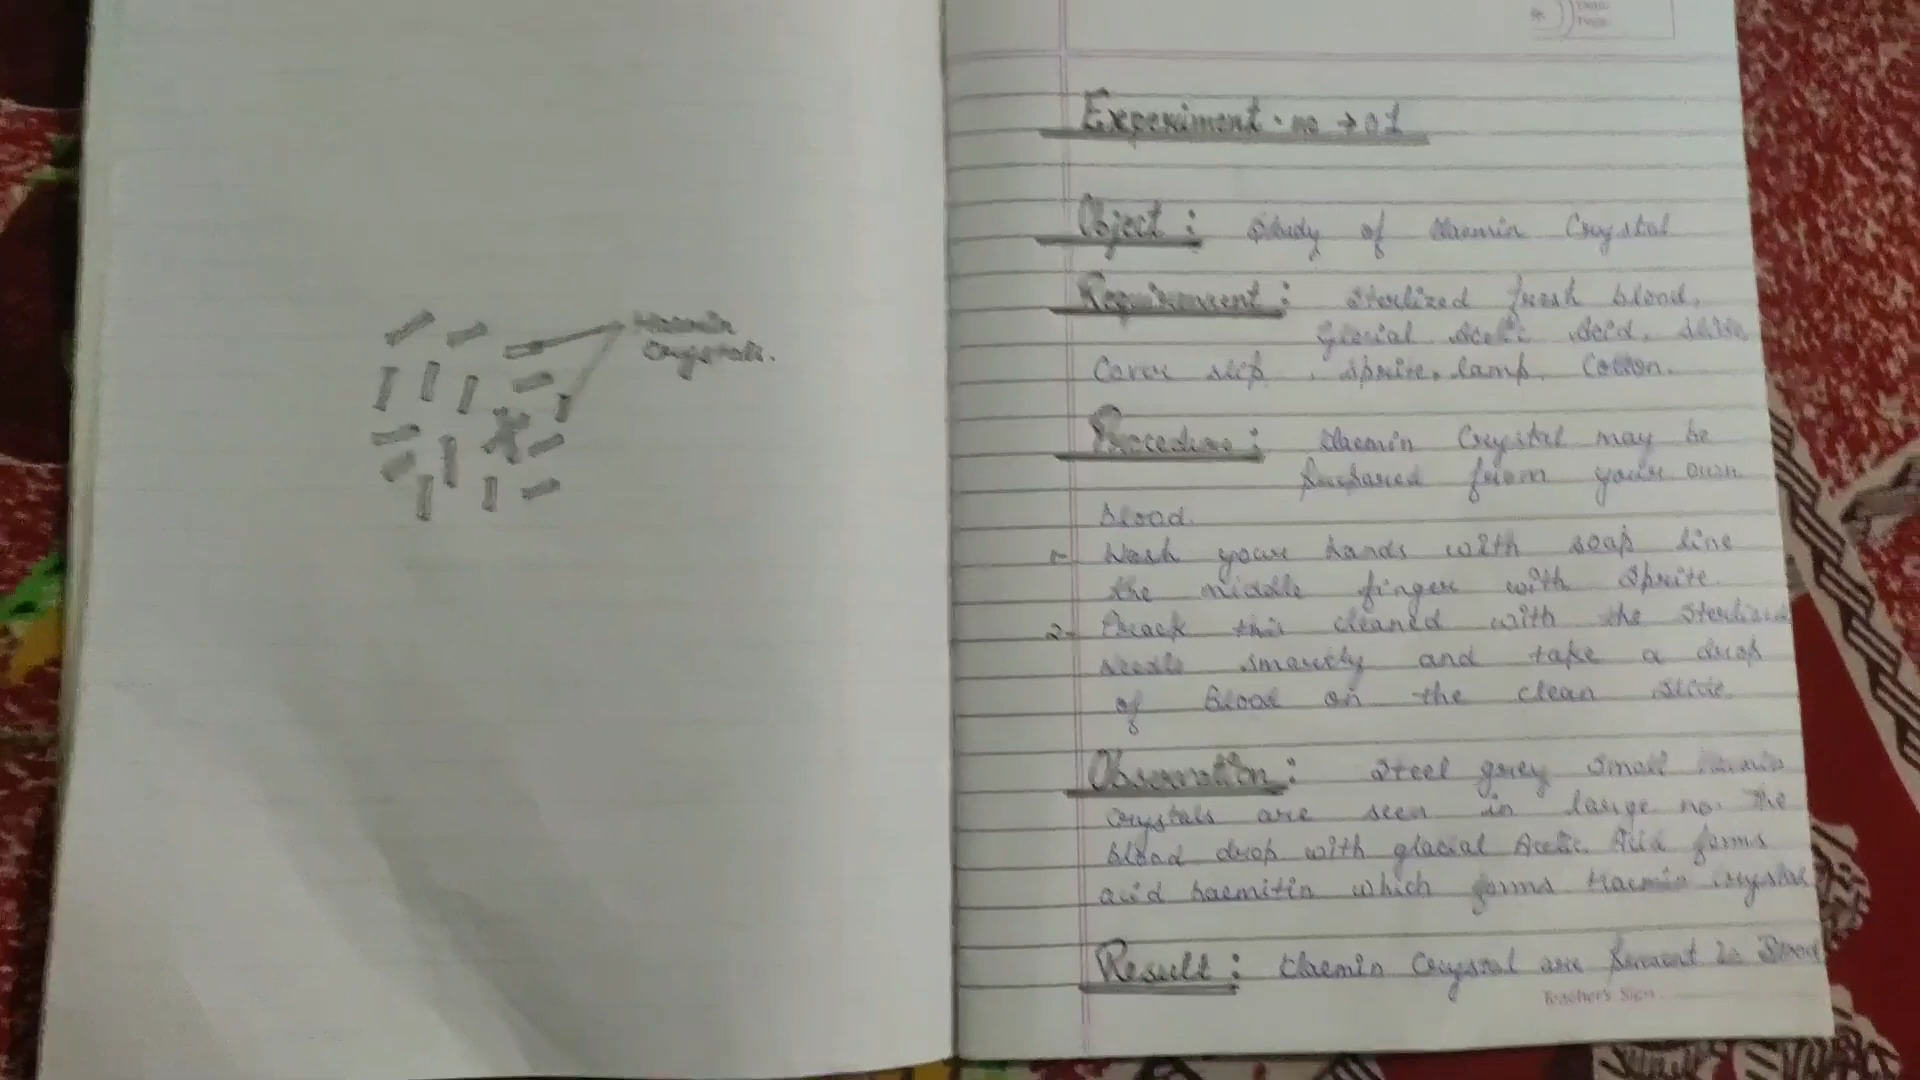 Haemin
Crystals.
Experiment. no → 01
Object : Study of Haemin Crystal
Requirement : Sterlized fresh blood,
glacial Acetic Acid, slide,
Cover slip, Sprite, lamp, Cotton.
Procedure : Haemin Crystal may be
prepared from your own
blood.
1- Wash your hands with soap line
the middle finger with Sprite.
2- Prack this cleaned with the Sterlized
needle smartly and take a drop
of Blood on the clean slide.
Observation : Steel grey small haemin
crystals are seen in large no. The
blood drop with glacial Acetic Acid forms
acid haemitin which forms Haemin crystal
Result : Haemin Crystal are Present in Blood
Teacher's Sign